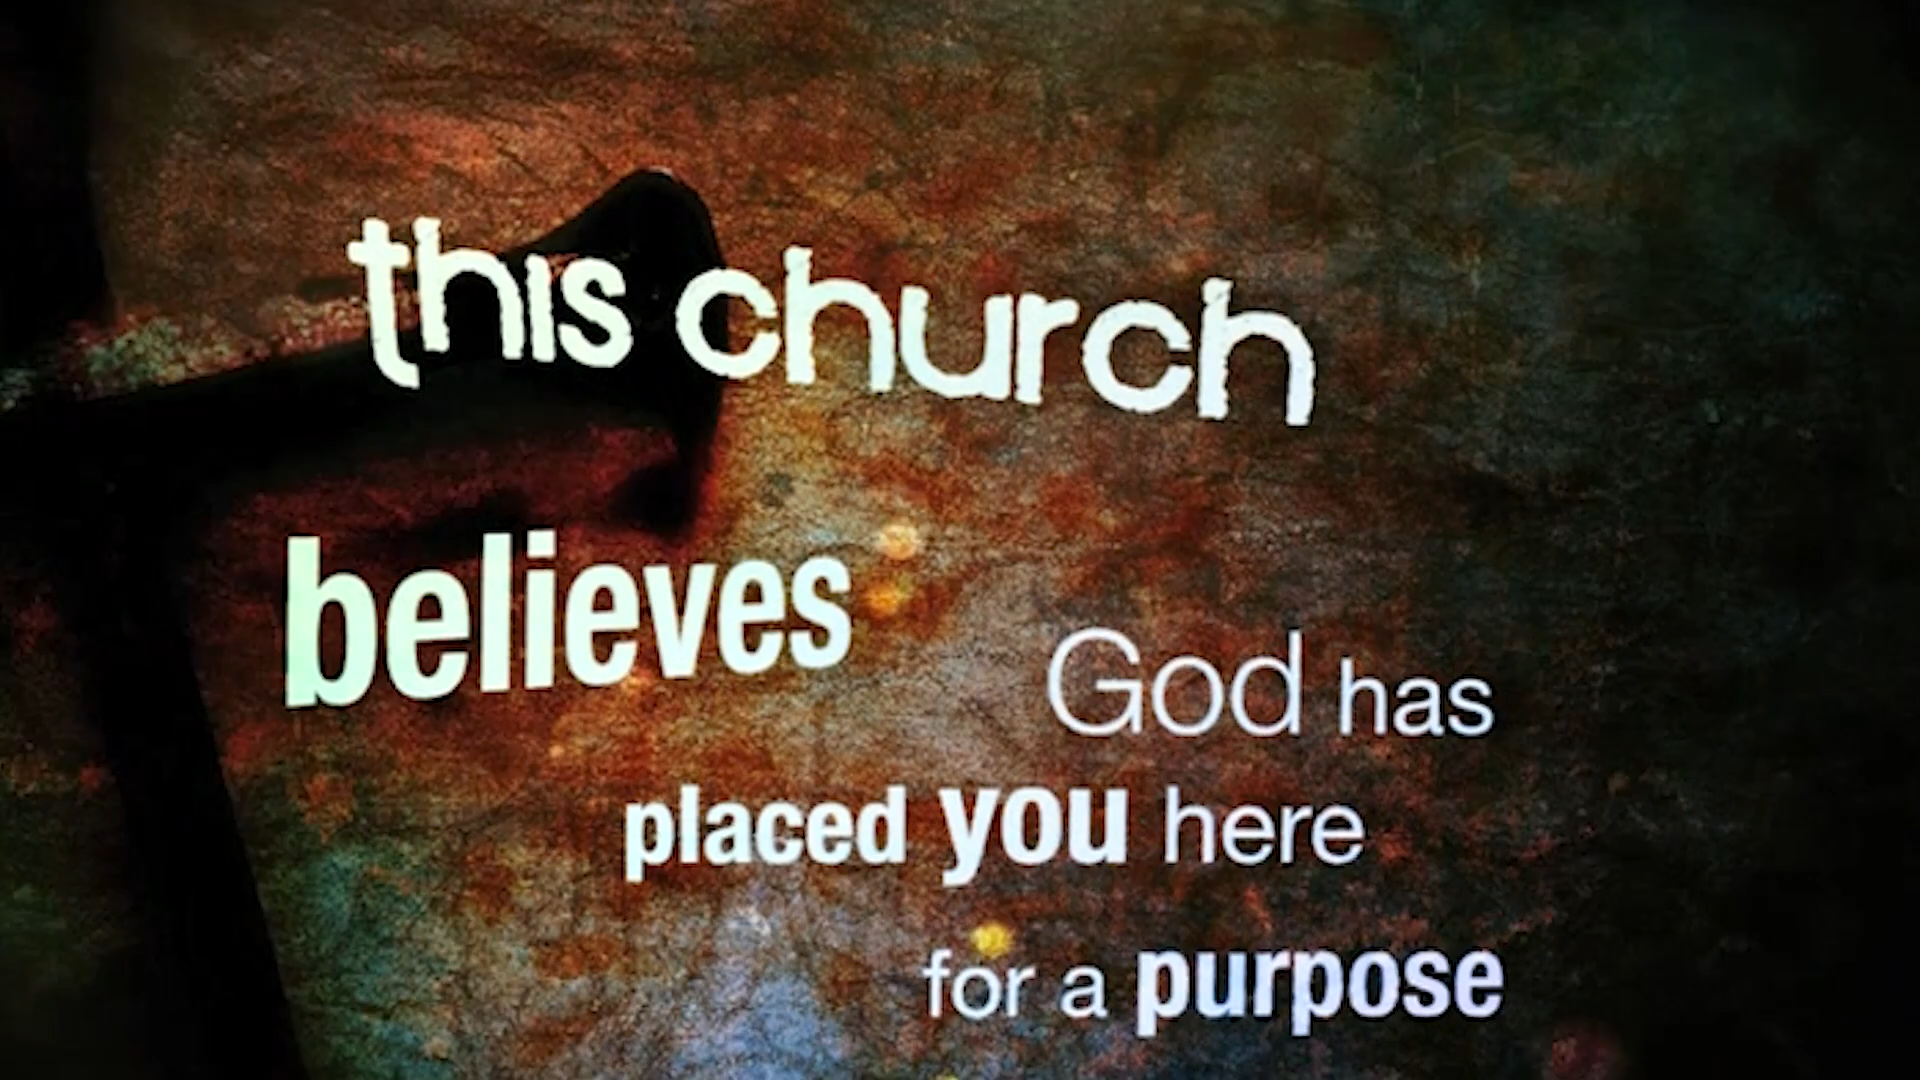 this church
believes
God has
placed you here
for a purpose